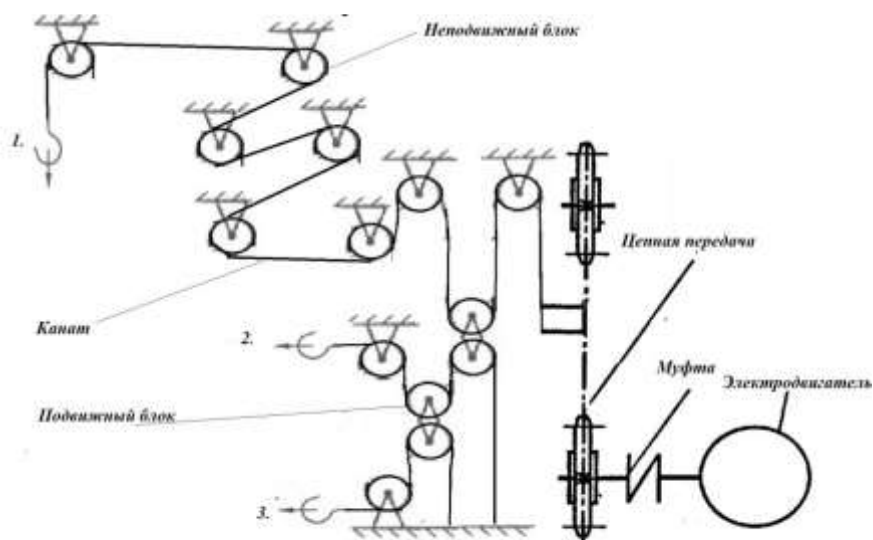 Неподвижный блок
1.
Цепная передача
Канат
2.
Муфта
Электродвигатель
Подвижный блок
3.